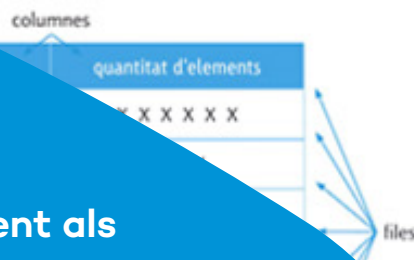 columnes
quantitat d'elements
X X X X X X
ent als
files